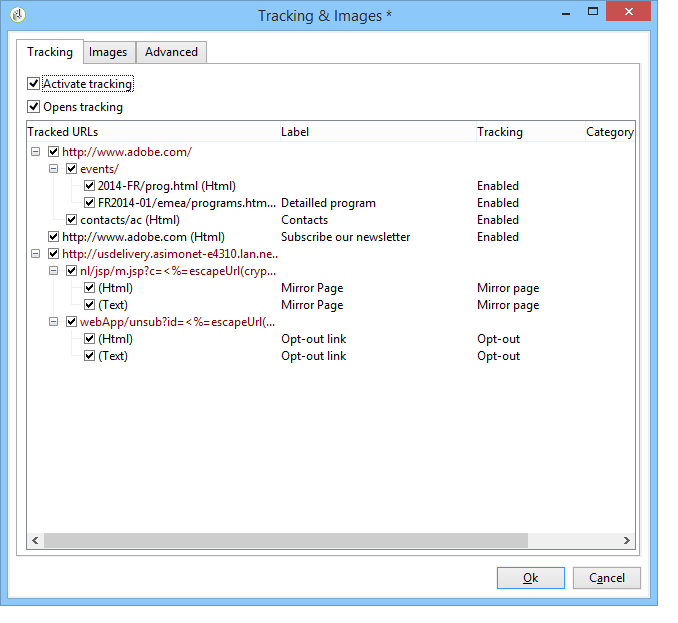 Tracking & Images *
Tracking Images Advanced
Activate tracking
Opens tracking
Tracked URLs Label Tracking Category
http://www.adobe.com/
events/
2014-FR/prog.html (Html) Enabled
FR2014-01/emea/programs.htm... Detailled program Enabled
contacts/ac (Html) Contacts Enabled
http://www.adobe.com (Html) Subscribe our newsletter Enabled
http://usdelivery.asimonet-e4310.lan.ne...
nl/jsp/m.jsp?c=<%=escapeUrl(cryp...
(Html) Mirror Page Mirror page
(Text) Mirror Page Mirror page
webApp/unsub?id=<%=escapeUrl(...
(Html) Opt-out link Opt-out
(Text) Opt-out link Opt-out
Ok Cancel